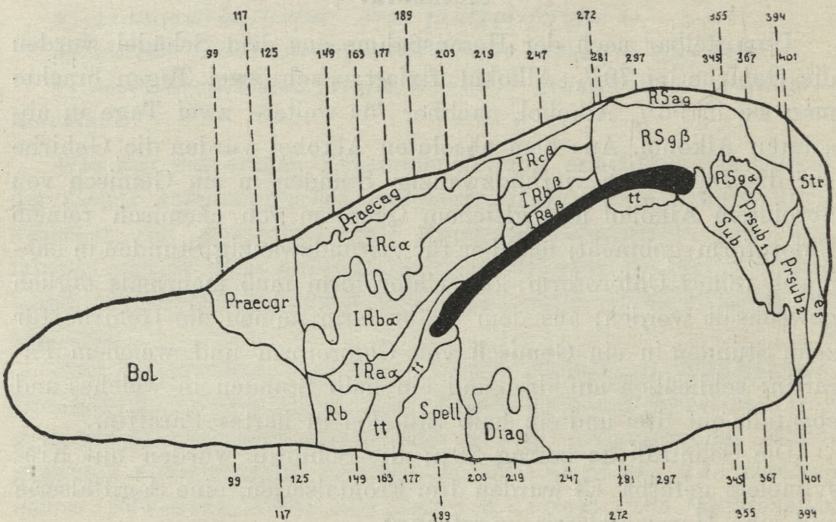 117 189 272 355 394
99 125 149 163 177 203 219 247 281 297 345 367 401
RSag
RSgβ
IRcβ
IRbβ
IRaβ
tt
RSgα
Str
Praecag
IRcα
Sub
Prsub1
Prsub2
es
Praecgr
IRbα
IRaα
tt
Bol
Rb
tt
Spell
Diag
99 125 149 163 177 203 219 247 281 297 345 367 401
117 189 272 355 394